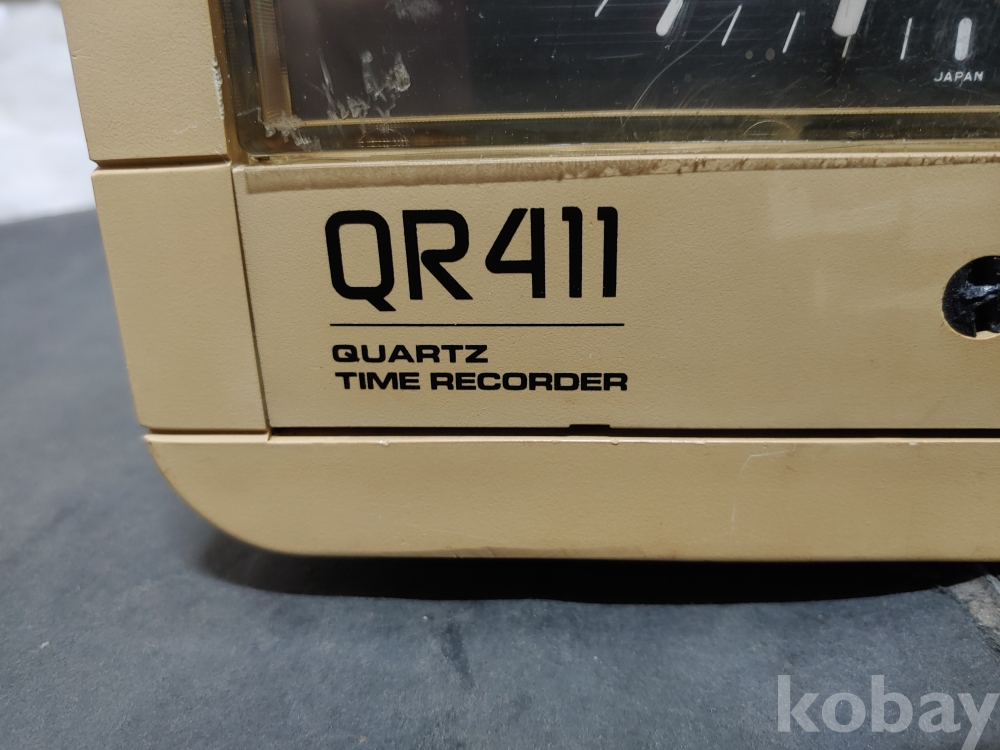 JAPAN
QR411
QUARTZ
TIME RECORDER
kobay